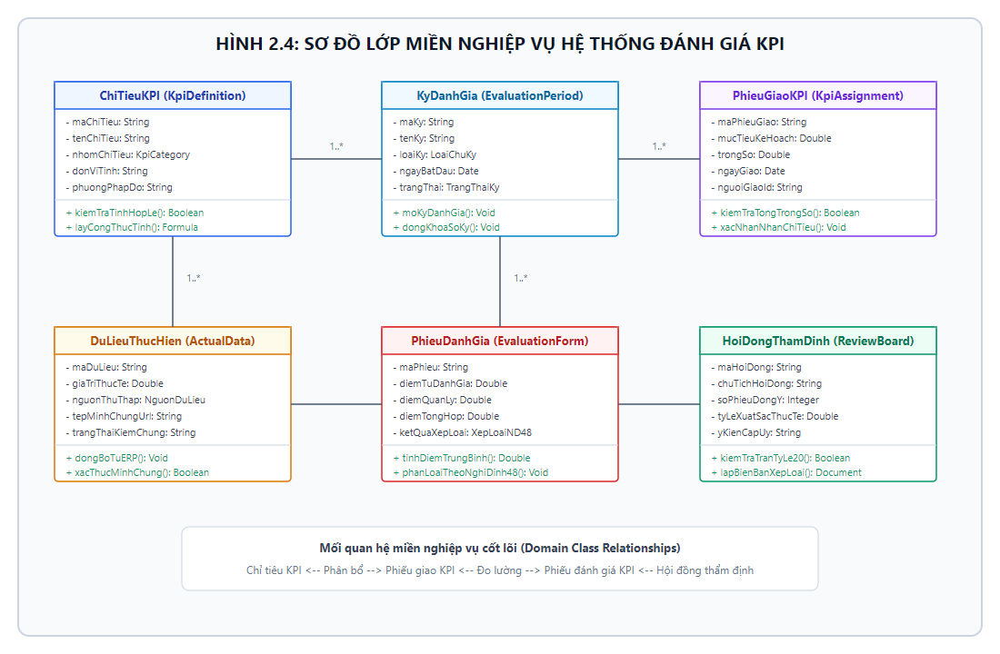 HÌNH 2.4: SƠ ĐỒ LỚP MIỀN NGHIỆP VỤ HỆ THỐNG ĐÁNH GIÁ KPI
ChiTieuKPI (KpiDefinition)
- maChiTieu: String
- tenChiTieu: String
- nhomChiTieu: KpiCategory
- donViTinh: String
- phuongPhapDo: String
+ kiemTraTinhHopLe(): Boolean
+ layCongThucTinh(): Formula
1..*
KyDanhGia (EvaluationPeriod)
- maKy: String
- tenKy: String
- loaiKy: LoaiChuKy
- ngayBatDau: Date
- trangThai: TrangThaiKy
+ moKyDanhGia(): Void
+ dongKhoaSoKy(): Void
1..*
PhieuGiaoKPI (KpiAssignment)
- maPhieuGiao: String
- mucTieuKeHoach: Double
- trongSo: Double
- ngayGiao: Date
- nguoiGiaoId: String
+ kiemTraTongTrongSo(): Boolean
+ xacNhanNhanChiTieu(): Void
1..*
1..*
DuLieuThucHien (ActualData)
- maDuLieu: String
- giaTriThucTe: Double
- nguonThuThap: NguonDuLieu
- tepMinhChungUrl: String
- trangThaiKiemChung: String
+ dongBoTuERP(): Void
+ xacThucMinhChung(): Boolean
PhieuDanhGia (EvaluationForm)
- maPhieu: String
- diemTuDanhGia: Double
- diemQuanLy: Double
- diemTongHop: Double
- ketQuaXepLoai: XepLoaiND48
+ tinhDiemTrungBinh(): Double
+ phanLoaiTheoNghiDinh48(): Void
HoiDongThamDinh (ReviewBoard)
- maHoiDong: String
- chuTichHoiDong: String
- soPhieuDongY: Integer
- tyLeXuatSacThucTe: Double
- yKienCapUy: String
+ kiemTraTranTyLe20(): Boolean
+ lapBienBanXepLoai(): Document
Mối quan hệ miền nghiệp vụ cốt lõi (Domain Class Relationships)
Chỉ tiêu KPI <-- Phân bổ --> Phiếu giao KPI <-- Đo lường --> Phiếu đánh giá KPI <-- Hội đồng thẩm định